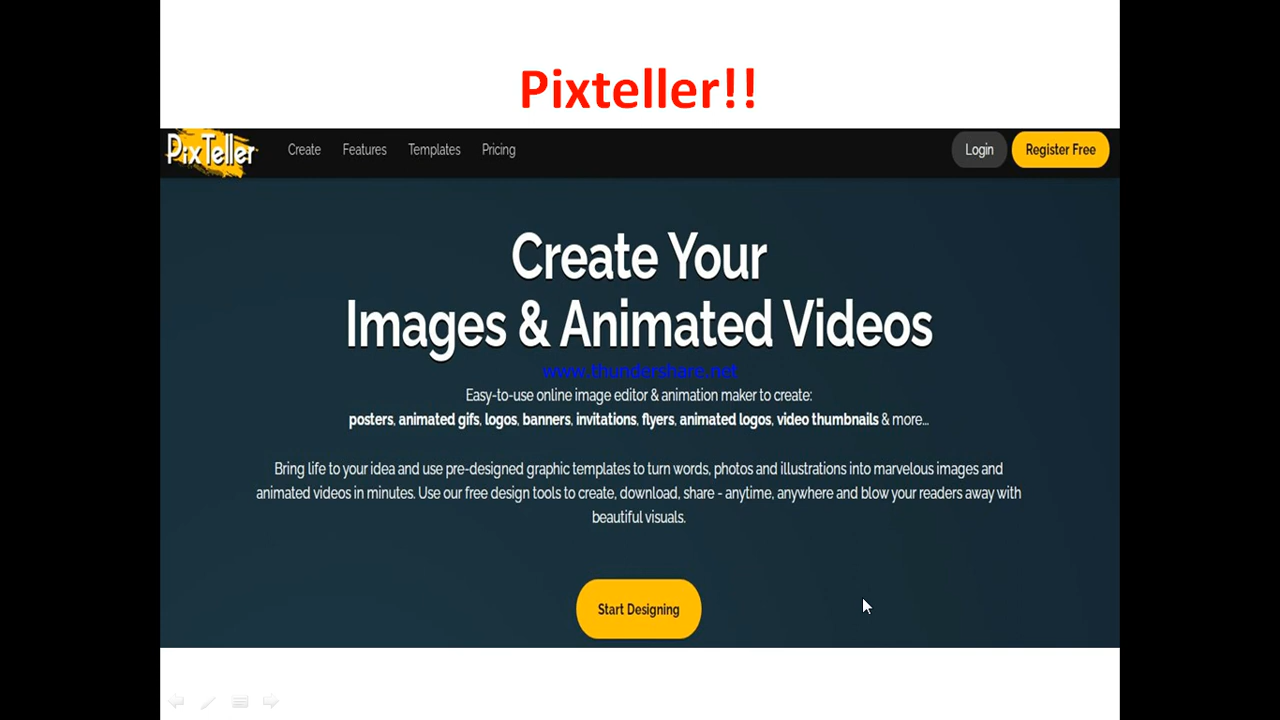 Pixteller!!
PixTeller
Create
Features
Templates
Pricing
Login
Register Free
Create Your
Images & Animated Videos
www.thundershare.net
Easy-to-use online image editor & animation maker to create:
posters, animated gifs, logos, banners, invitations, flyers, animated logos, video thumbnails & more...
Bring life to your idea and use pre-designed graphic templates to turn words, photos and illustrations into marvelous images and
animated videos in minutes. Use our free design tools to create, download, share - anytime, anywhere and blow your readers away with
beautiful visuals.
Start Designing